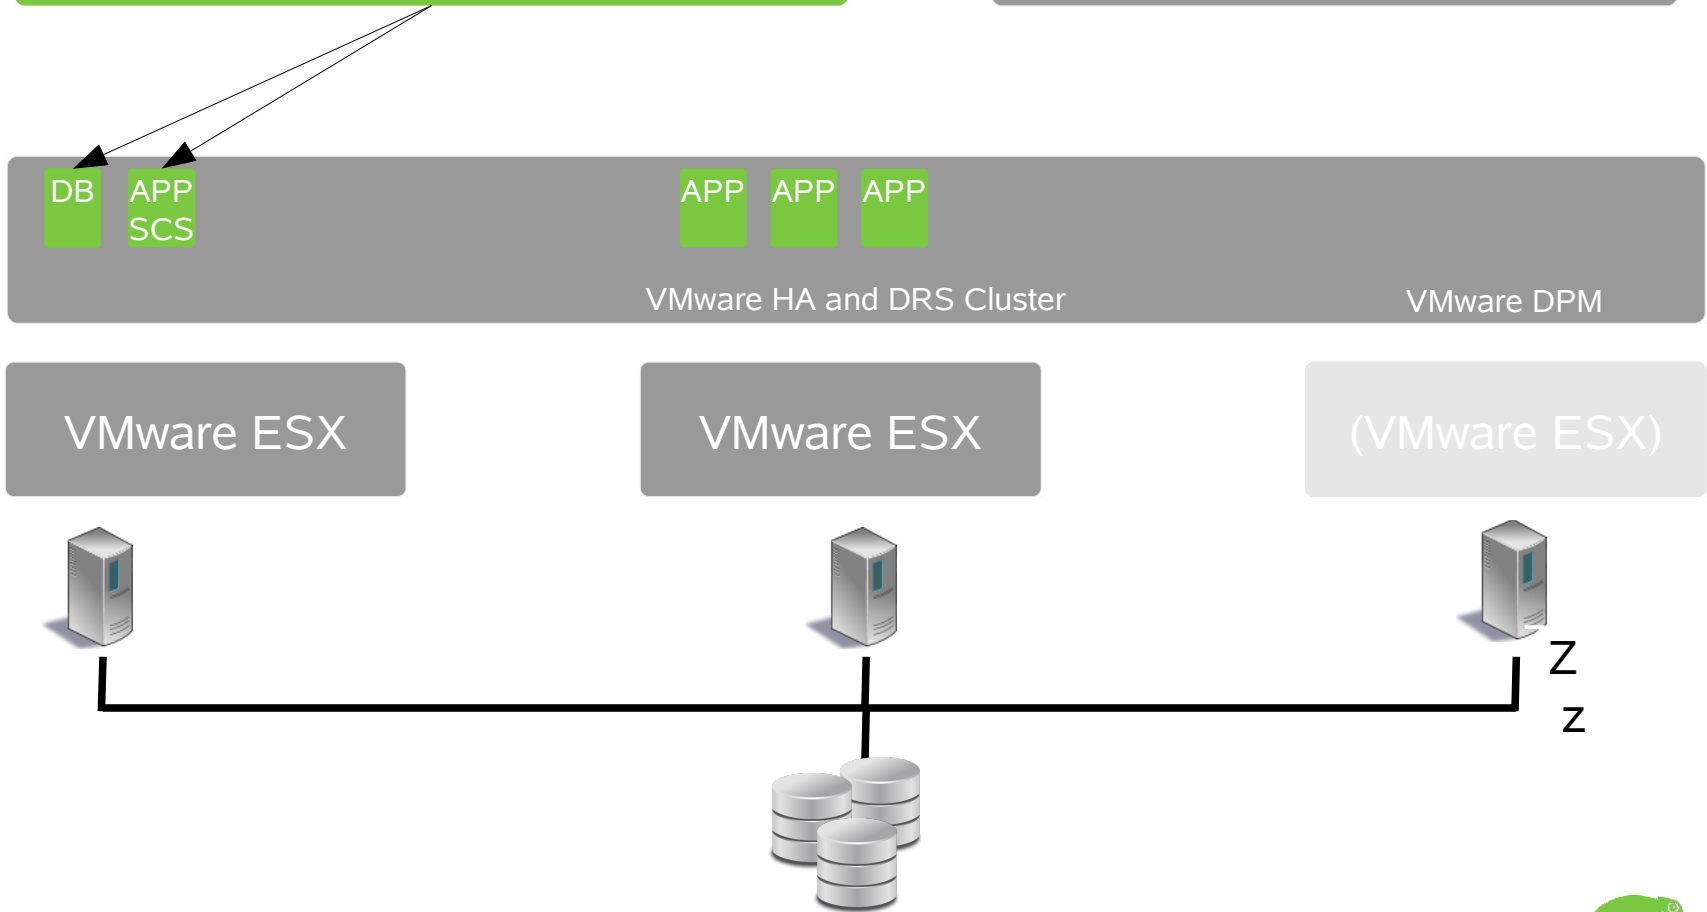 DB
APP
SCS
APP
APP
APP
VMware HA and DRS Cluster
VMware DPM
VMware ESX
VMware ESX
(VMware ESX)
Z
z